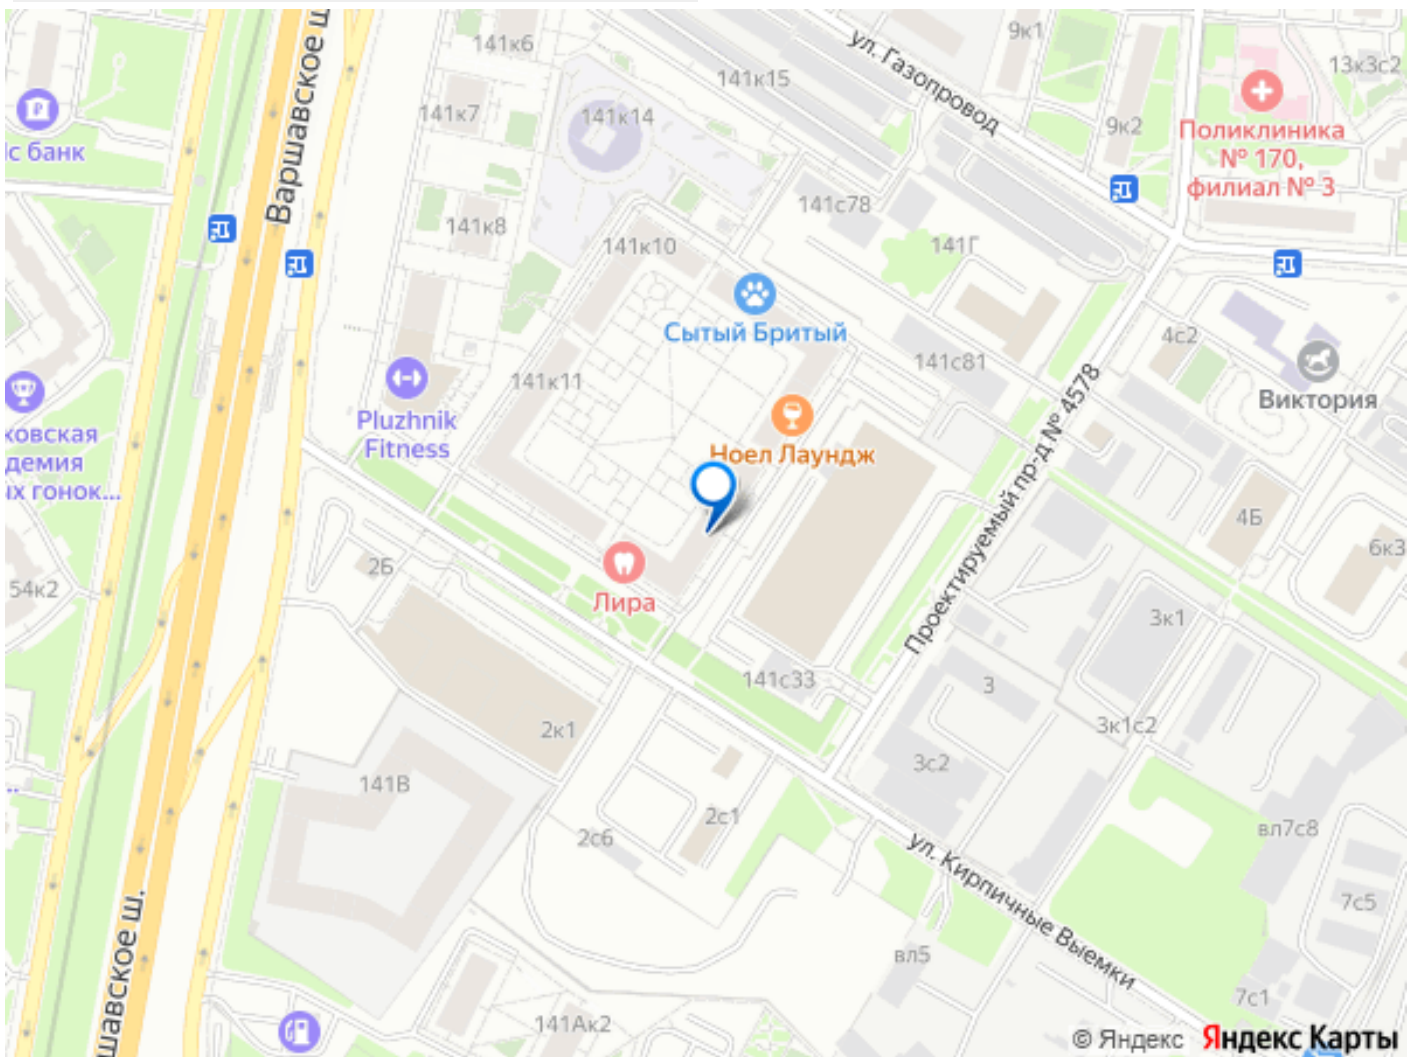 141к6
Варшавское ш.
9к1
ул. Газопровод
13к3с2
141к15
141к7
141к14
9к2
Поликлиника
№ 170,
филиал № 3
с банк
141к8
141с78
141к10
141Г
Сытый Бритый
4с2
141с81
141к11
Виктория
Проектируемый пр-д № 4578
Pluzhnik
Fitness
ховская
демия
их гонок...
Ноел Лаундж
4Б
6к3
54к2
2Б
Лира
3к1
141с33
3
3к1с2
2к1
3с2
141В
2с1
вл7с8
2с6
ул. Кирпичные Выемки
7с5
шавское ш.
вл5
7с1
141Ак2
© Яндекс Яндекс Карты